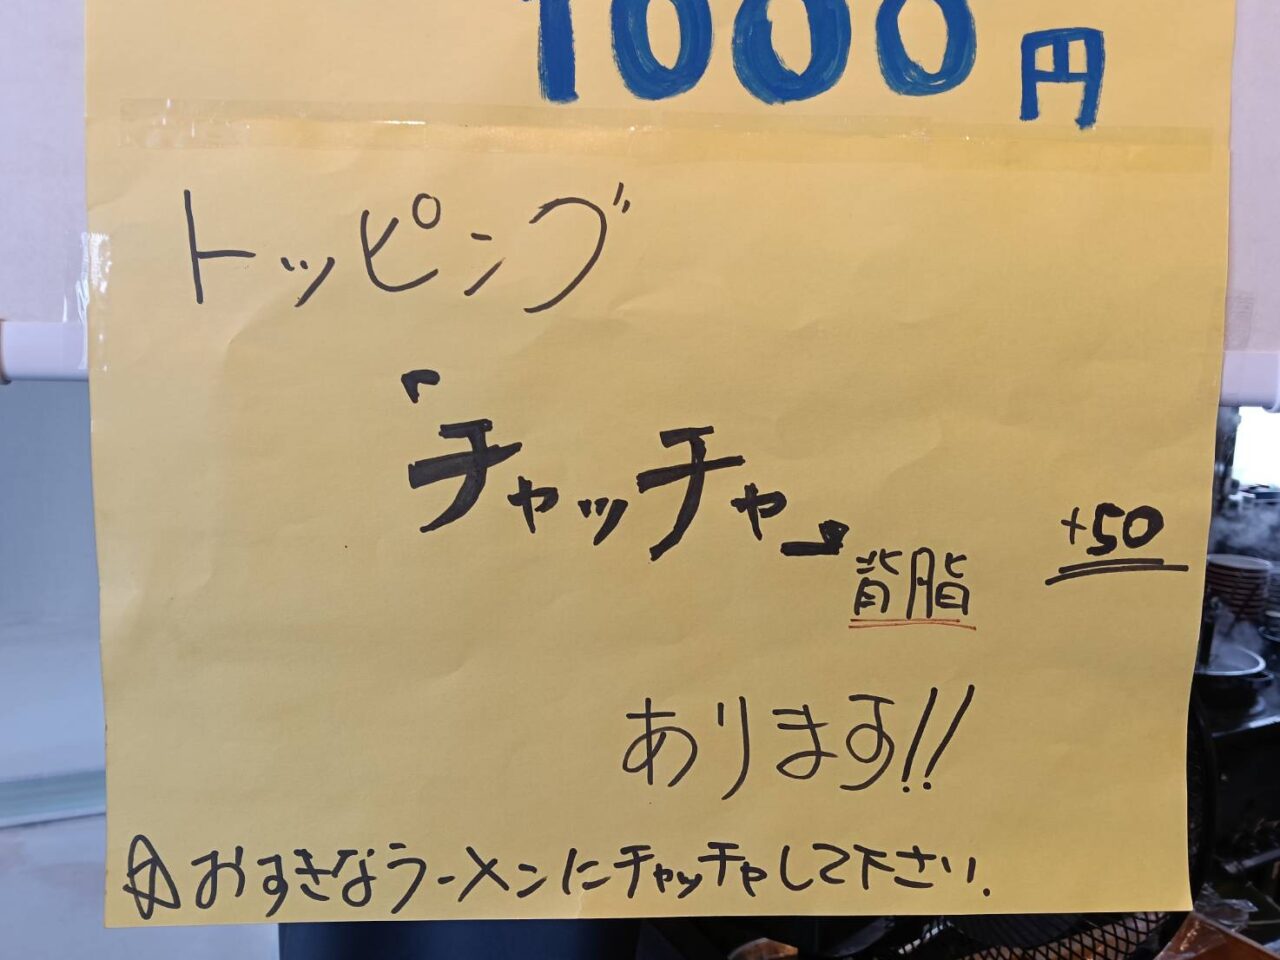 1000円
トッピング
「チャッチャ」
背脂
+50
あります!!
☆おすきなラーメンにチャッチャして下さい.